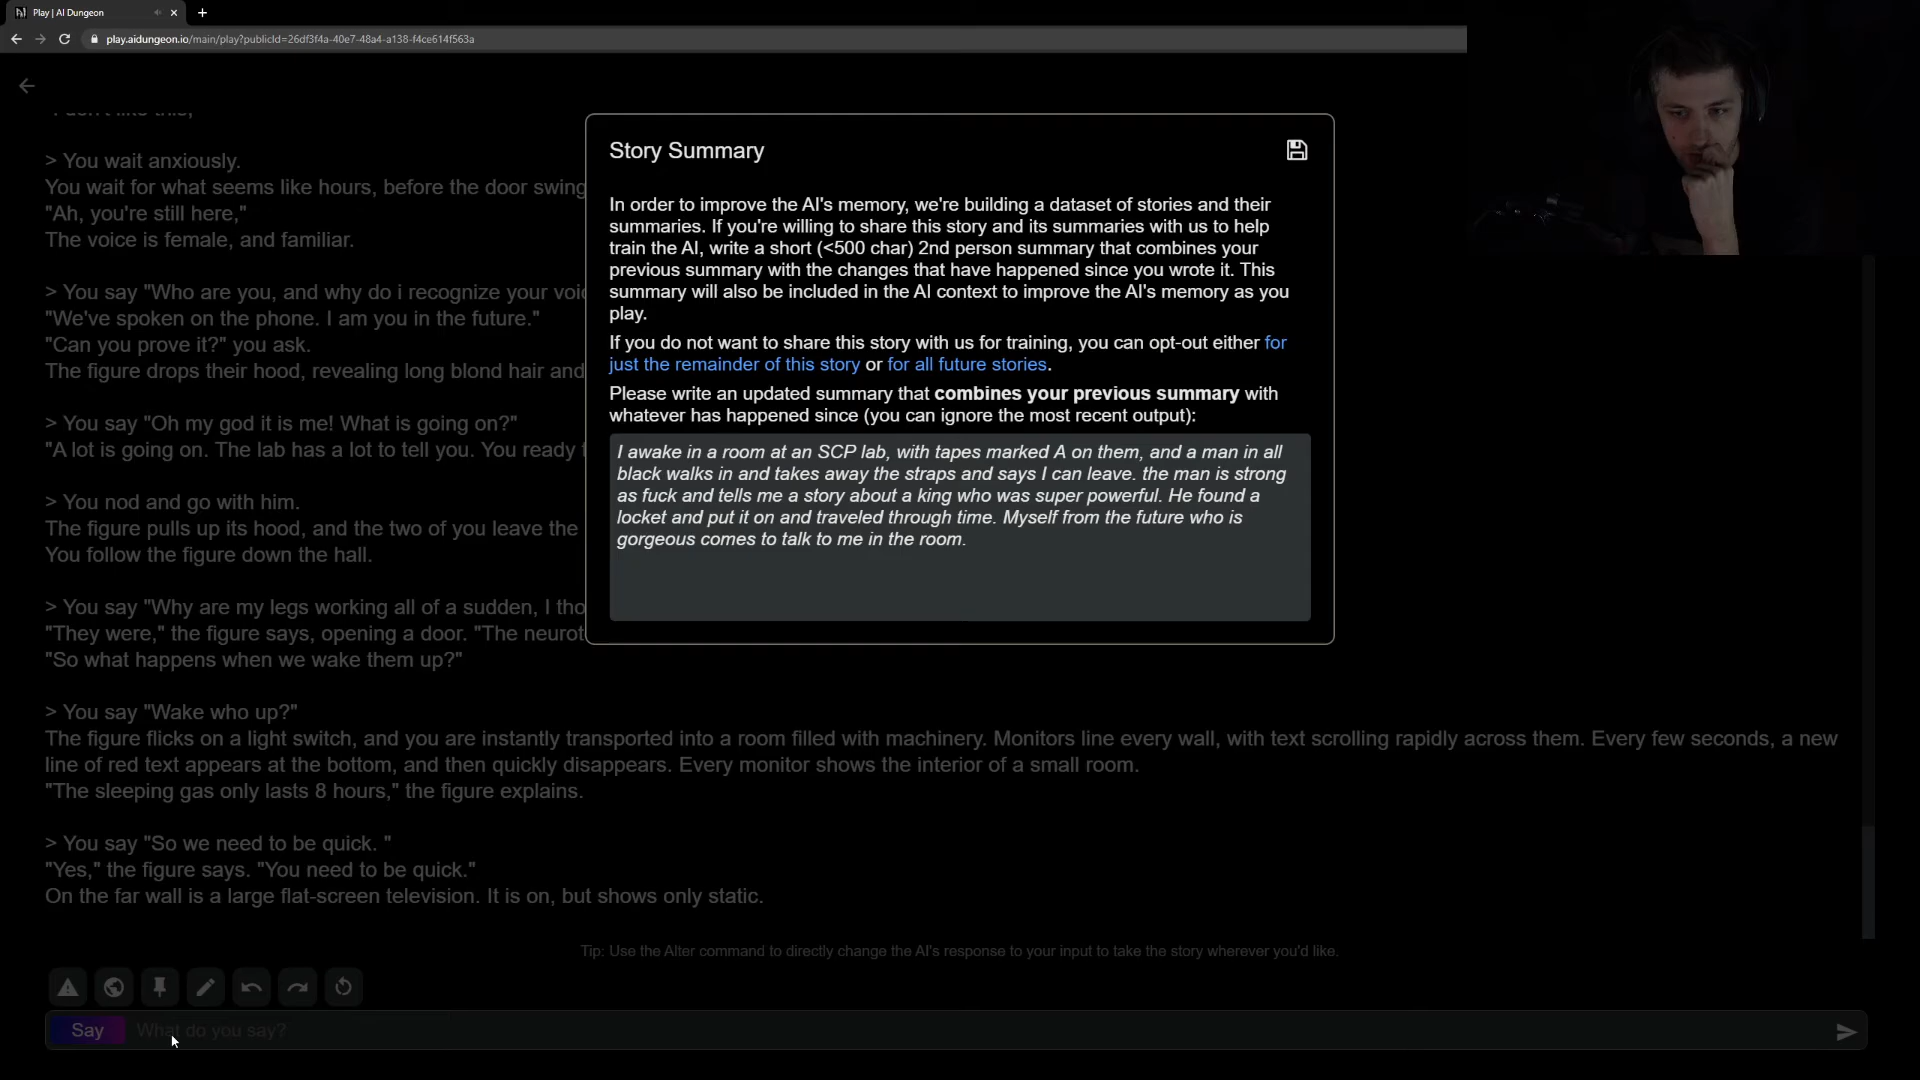 Play | AI Dungeon
play.aidungeon.io/main/play?publicId=26df3f4a-40e7-48a4-a138-f4ce614f563a
> You wait anxiously.
You wait for what seems like hours, before the door swing
"Ah, you're still here,"
The voice is female, and familiar.
> You say "Who are you, and why do i recognize your voic
"We've spoken on the phone. I am you in the future."
"Can you prove it?" you ask.
The figure drops their hood, revealing long blond hair and
> You say "Oh my god it is me! What is going on?"
"A lot is going on. The lab has a lot to tell you. You ready
> You nod and go with him.
The figure pulls up its hood, and the two of you leave the
You follow the figure down the hall.
> You say "Why are my legs working all of a sudden, I tho
"They were," the figure says, opening a door. "The neurot
"So what happens when we wake them up?"
> You say "Wake who up?"
The figure flicks on a light switch, and you are instantly transported into a room filled with machinery. Monitors line every wall, with text scrolling rapidly across them. Every few seconds, a new
line of red text appears at the bottom, and then quickly disappears. Every monitor shows the interior of a small room.
"The sleeping gas only lasts 8 hours," the figure explains.
> You say "So we need to be quick. "
"Yes," the figure says. "You need to be quick."
On the far wall is a large flat-screen television. It is on, but shows only static.
Story Summary
In order to improve the AI's memory, we're building a dataset of stories and their
summaries. If you're willing to share this story and its summaries with us to help
train the AI, write a short (<500 char) 2nd person summary that combines your
previous summary with the changes that have happened since you wrote it. This
summary will also be included in the AI context to improve the AI's memory as you
play.
If you do not want to share this story with us for training, you can opt-out either for
just the remainder of this story or for all future stories.
Please write an updated summary that combines your previous summary with
whatever has happened since (you can ignore the most recent output):
I awake in a room at an SCP lab, with tapes marked A on them, and a man in all
black walks in and takes away the straps and says I can leave. the man is strong
as fuck and tells me a story about a king who was super powerful. He found a
locket and put it on and traveled through time. Myself from the future who is
gorgeous comes to talk to me in the room.
Tip: Use the Alter command to directly change the AI's response to your input to take the story wherever you'd like.
Say
What do you say?